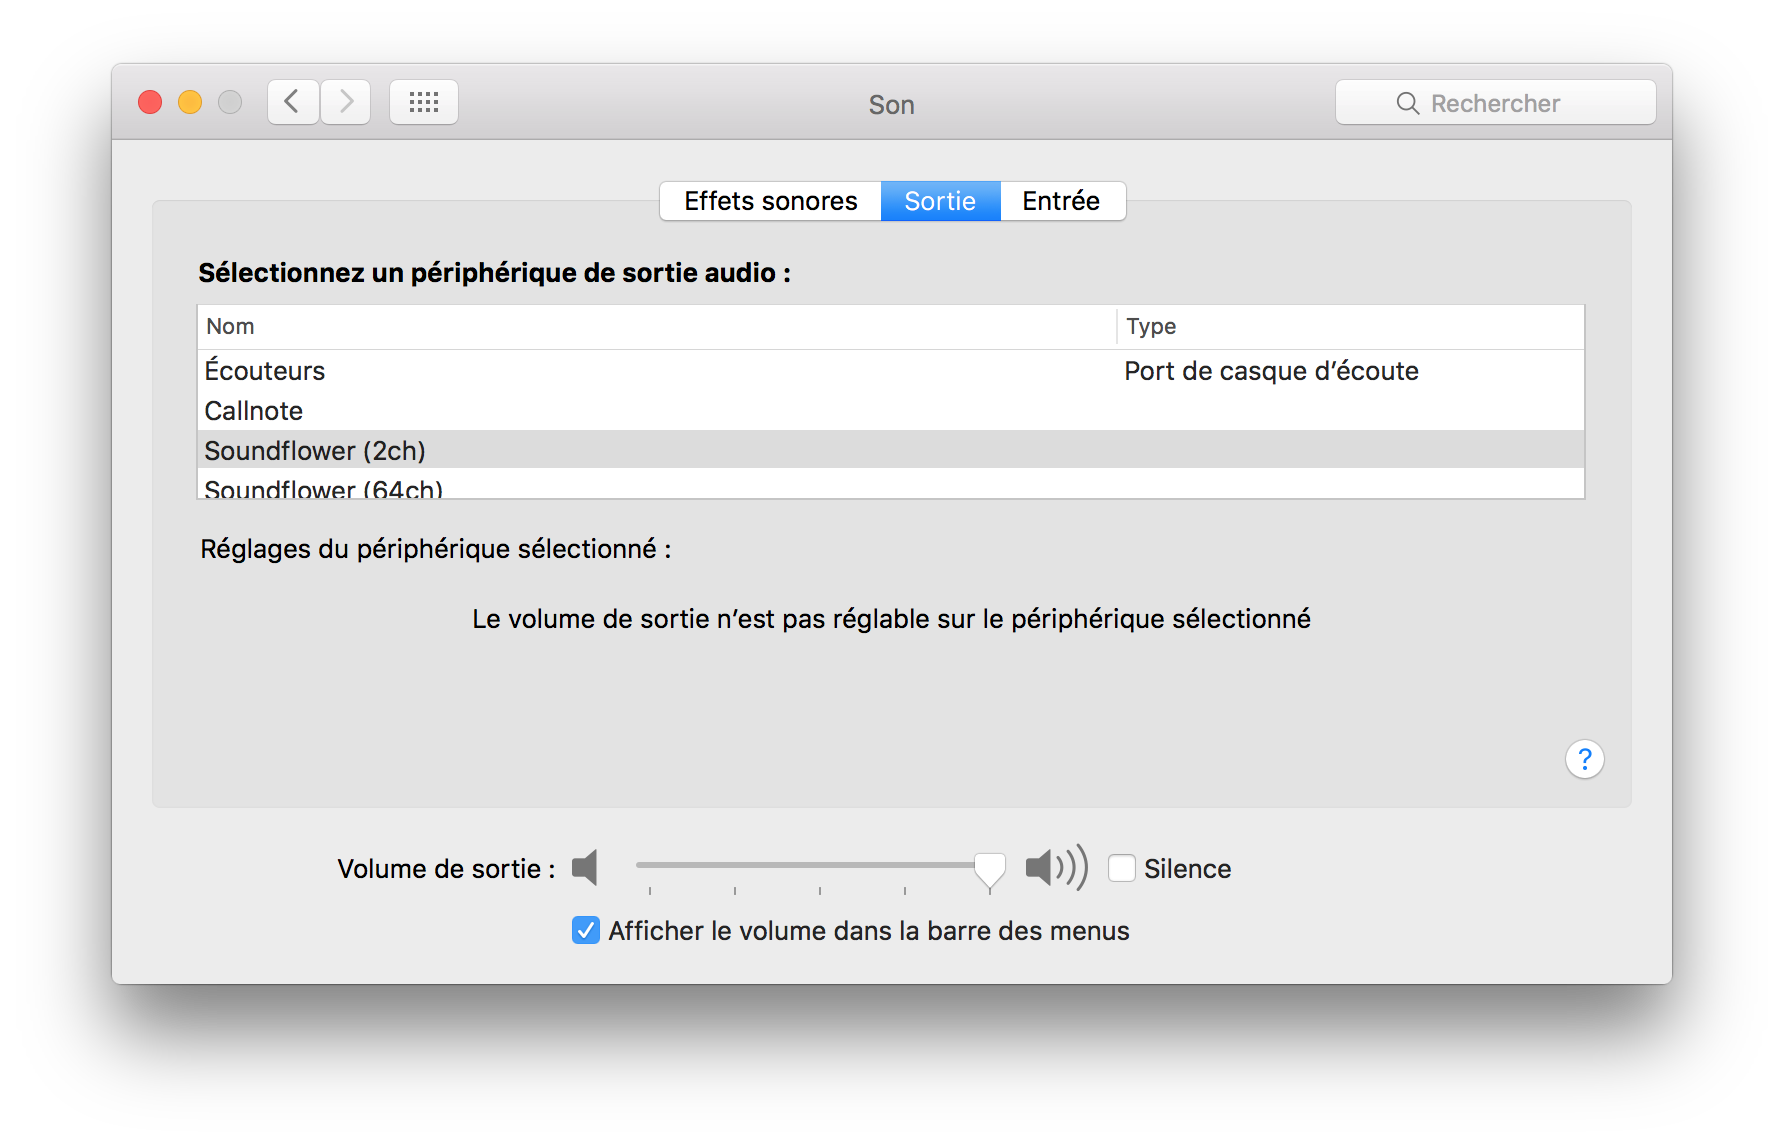 Son
Rechercher
Effets sonores
Sortie
Entrée
Sélectionnez un périphérique de sortie audio :
Nom
Type
Écouteurs
Port de casque d’écoute
Callnote
Soundflower (2ch)
Soundflower (64ch)
Réglages du périphérique sélectionné :
Le volume de sortie n’est pas réglable sur le périphérique sélectionné
?
Volume de sortie :
Silence
Afficher le volume dans la barre des menus